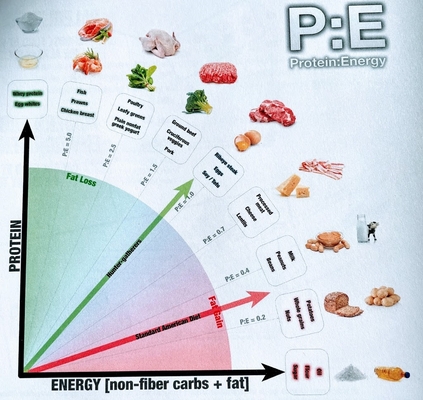 P:E
Protein:Energy
Whey protein
Egg whites
Fish
Prawns
Chicken breast
Poultry
Leafy greens
Plain nonfat
greek yogurt
Ground beef
Cruciferous
veggies
Pork
Ribeye steak
Eggs
Soy / Tofu
Processed
meat
Cheese
Lentils
Milk
Peanuts
Beans
Potatoes
Whole grains
Nuts
Sugar
Flour
P:E = 5.0
P:E = 2.5
P:E = 1.5
P:E = 1.0
P:E = 0.7
P:E = 0.4
P:E = 0.2
Fat Loss
Hunter-gatherers
Fat Gain
Standard American Diet
PROTEIN
ENERGY [non-fiber carbs + fat]